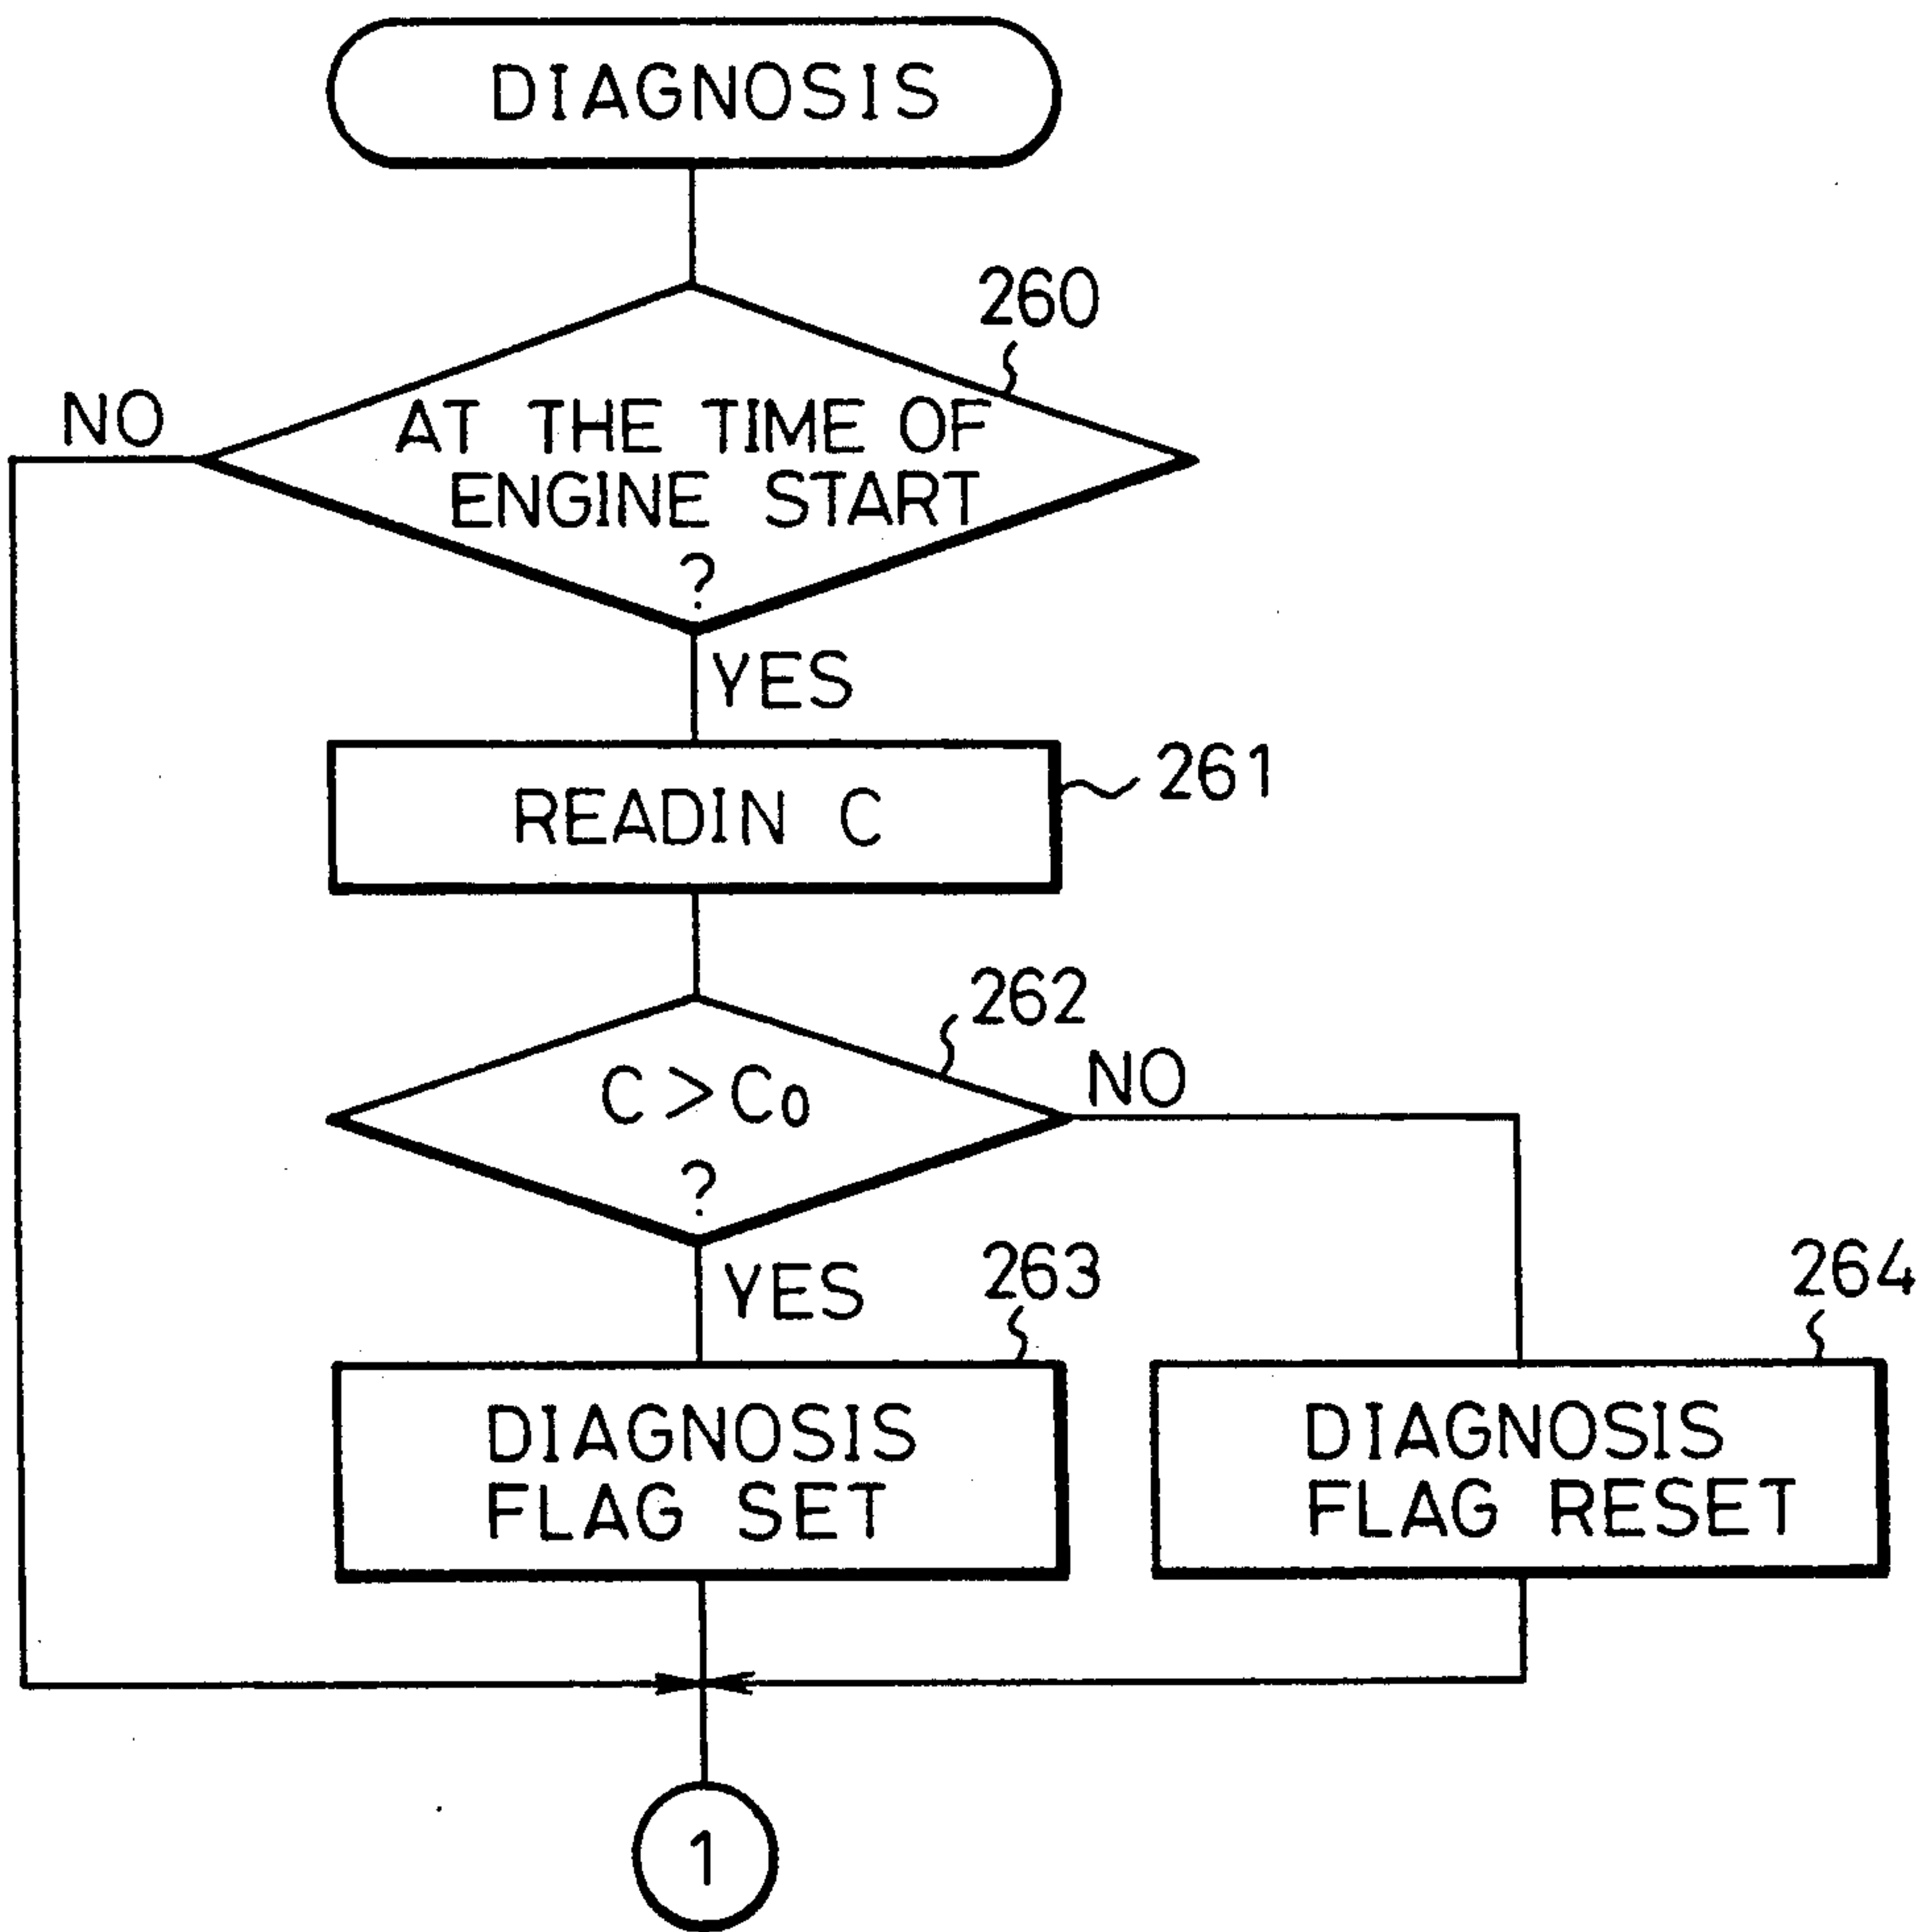 DIAGNOSIS
260
NO
AT THE TIME OF
ENGINE START
?
YES
READIN C
261
262
C > C0
NO
?
YES
263
264
DIAGNOSIS
FLAG SET
DIAGNOSIS
FLAG RESET
1